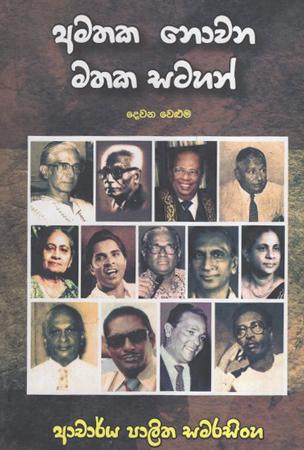 අමතක නොවන
මතක සටහන්
දෙවන වෙළුම
ආචාර්ය පාලිත සමරසිංහ